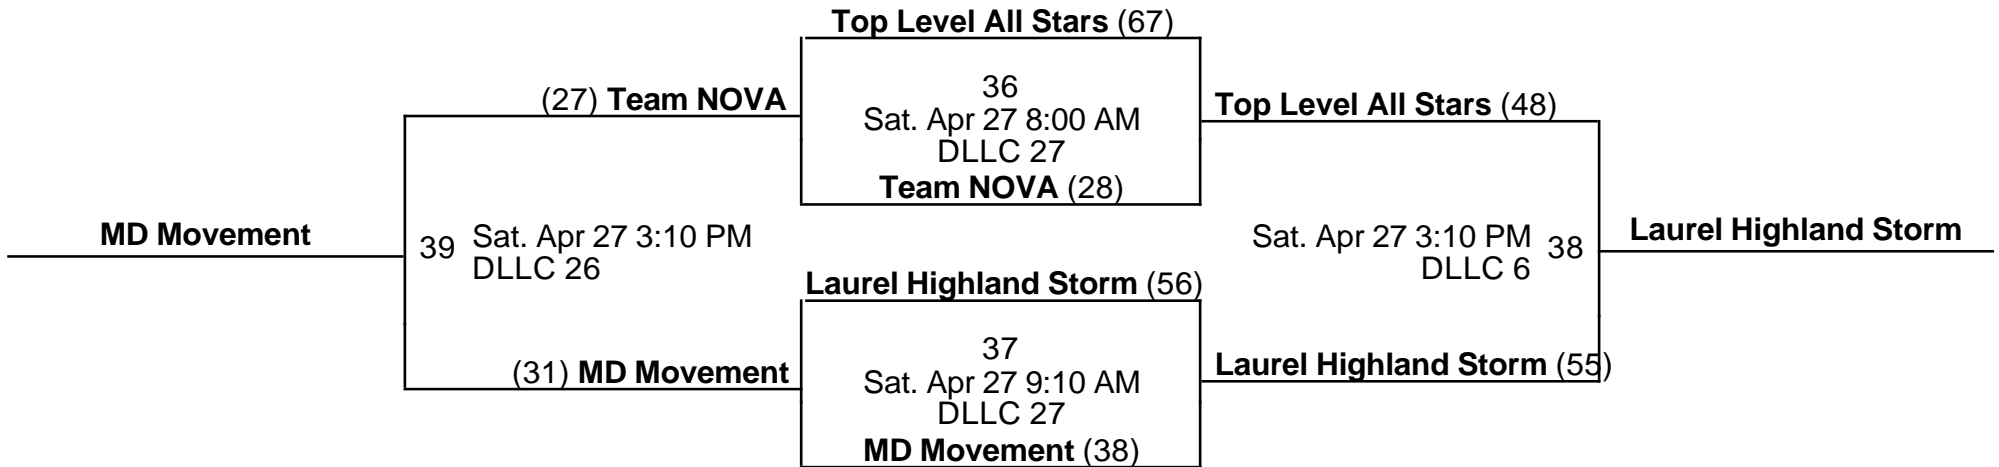 Top Level All Stars (67)
36
Sat. Apr 27 8:00 AM
DLLC 27
Team NOVA (28)
(27) Team NOVA
Top Level All Stars (48)
MD Movement
39 Sat. Apr 27 3:10 PM
DLLC 26
Sat. Apr 27 3:10 PM 38
DLLC 6
Laurel Highland Storm
Laurel Highland Storm (56)
37
Sat. Apr 27 9:10 AM
DLLC 27
MD Movement (38)
(31) MD Movement
Laurel Highland Storm (55)